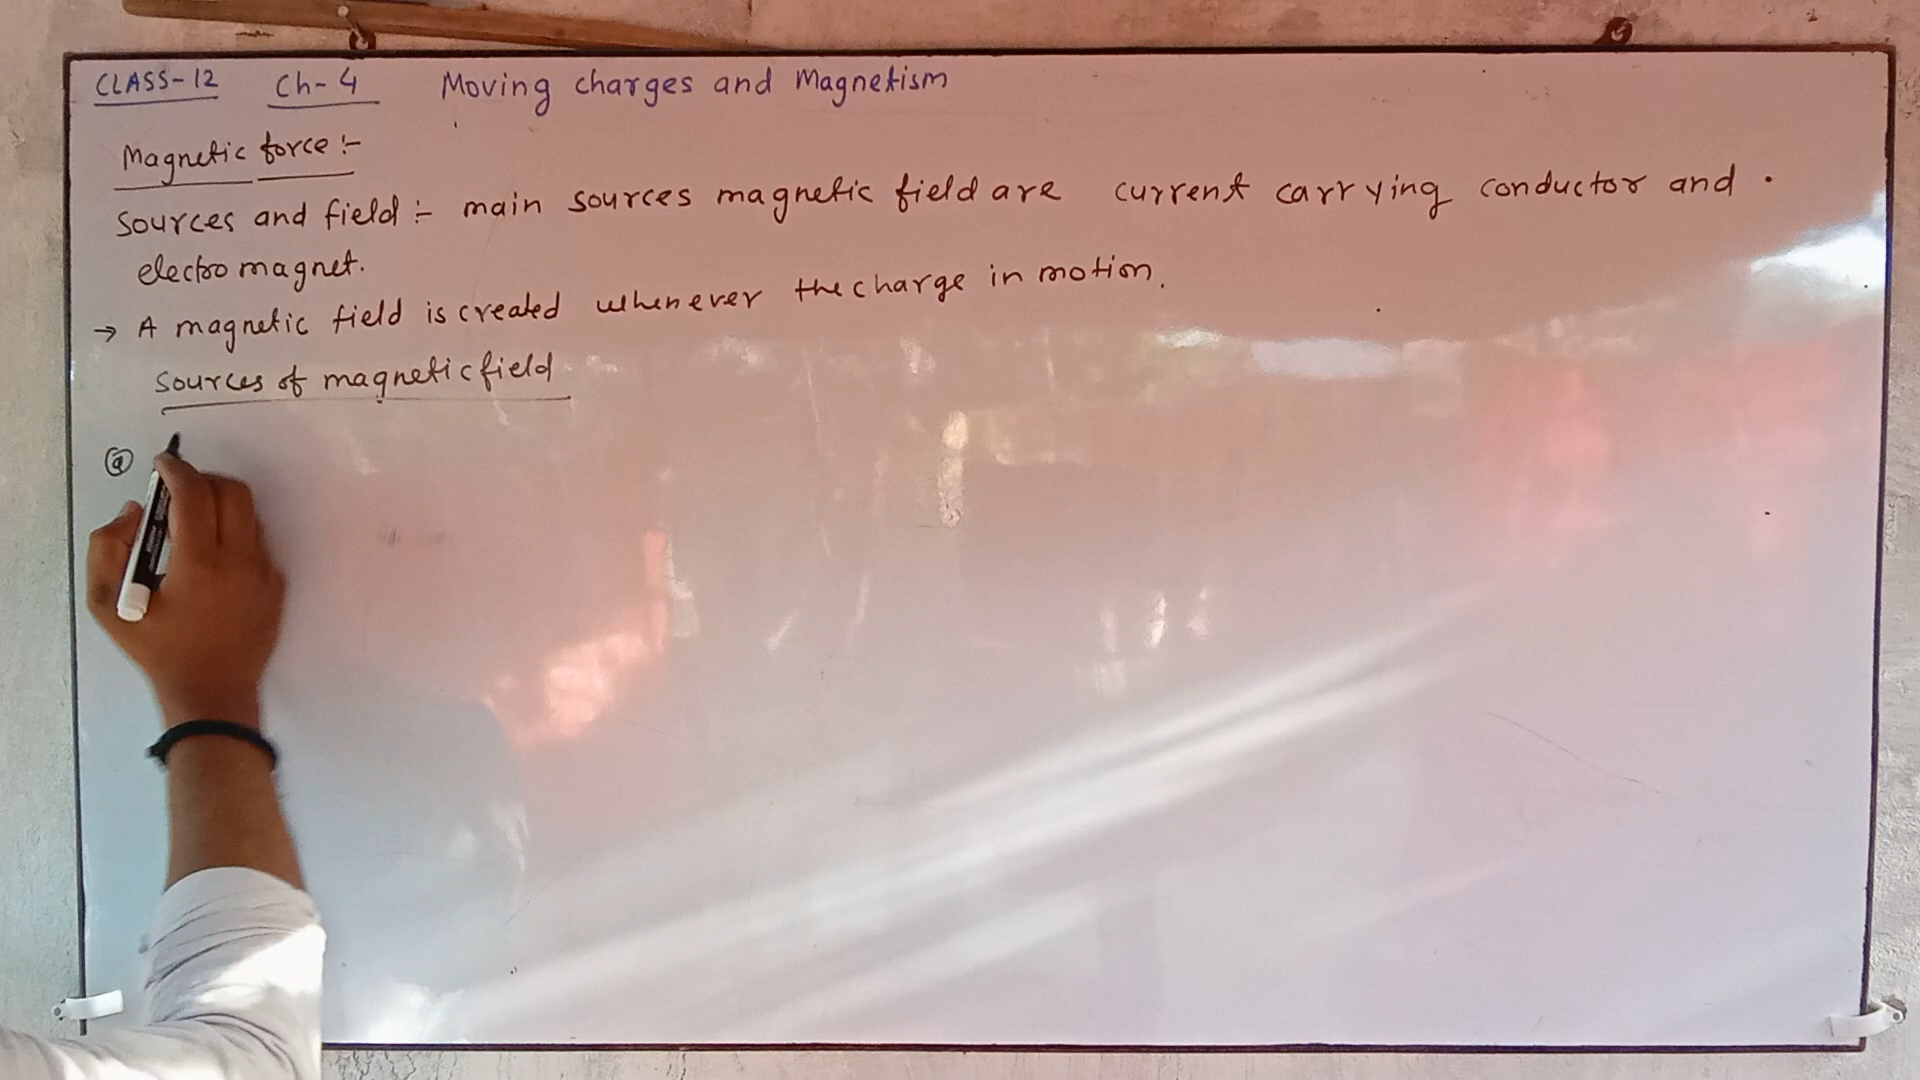 CLASS-12 Ch-4 Moving charges and Magnetism
Magnetic force :-
Sources and field :- main sources magnetic field are current carrying conductor and
electro magnet.
→ A magnetic field is created whenever the charge in motion.
Sources of magnetic field
ⓐ